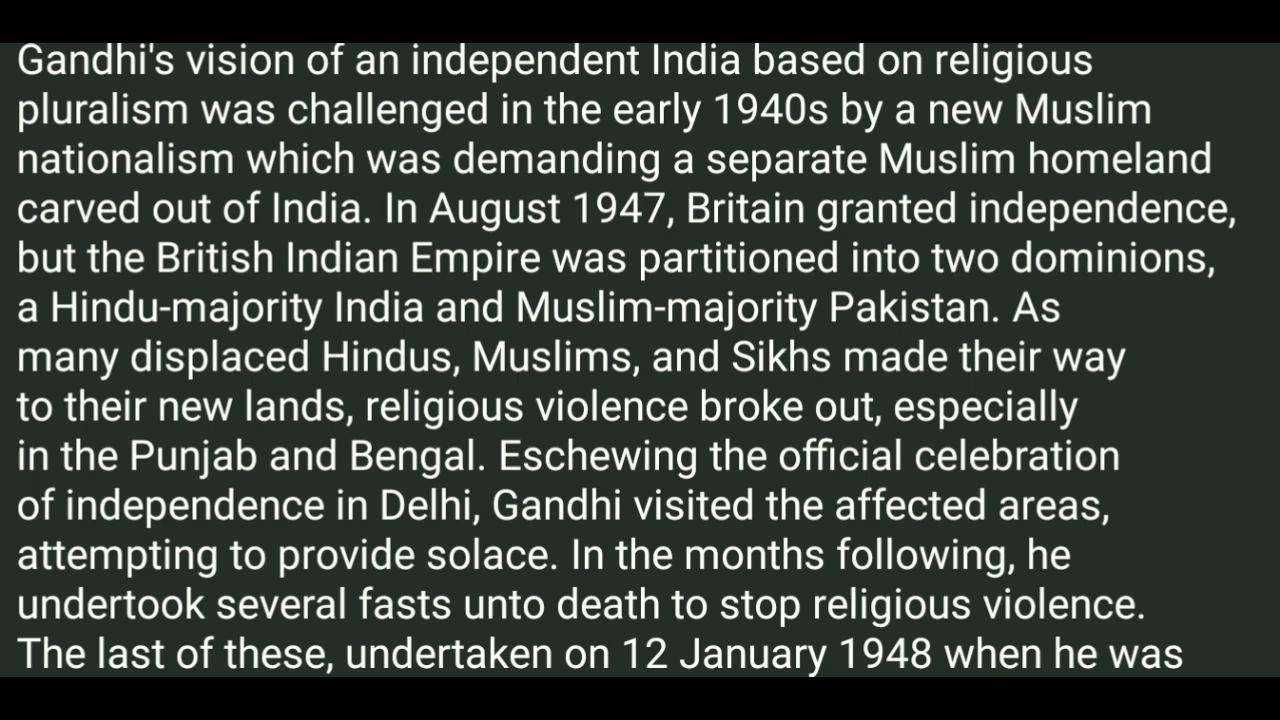 Gandhi's vision of an independent India based on religious
pluralism was challenged in the early 1940s by a new Muslim
nationalism which was demanding a separate Muslim homeland
carved out of India. In August 1947, Britain granted independence,
but the British Indian Empire was partitioned into two dominions,
a Hindu-majority India and Muslim-majority Pakistan. As
many displaced Hindus, Muslims, and Sikhs made their way
to their new lands, religious violence broke out, especially
in the Punjab and Bengal. Eschewing the official celebration
of independence in Delhi, Gandhi visited the affected areas,
attempting to provide solace. In the months following, he
undertook several fasts unto death to stop religious violence.
The last of these, undertaken on 12 January 1948 when he was